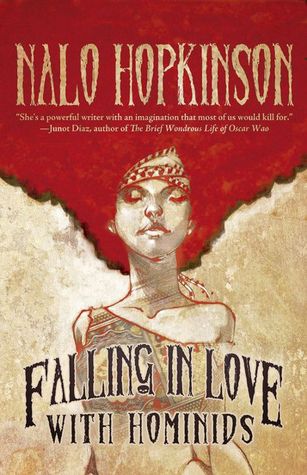 NALO HOPKINSON
"She's a powerful writer with an imagination that most of us would kill for."
—Junot Diaz, author of The Brief Wondrous Life of Oscar Wao
FALLING IN LOVE
WITH HOMINIDS